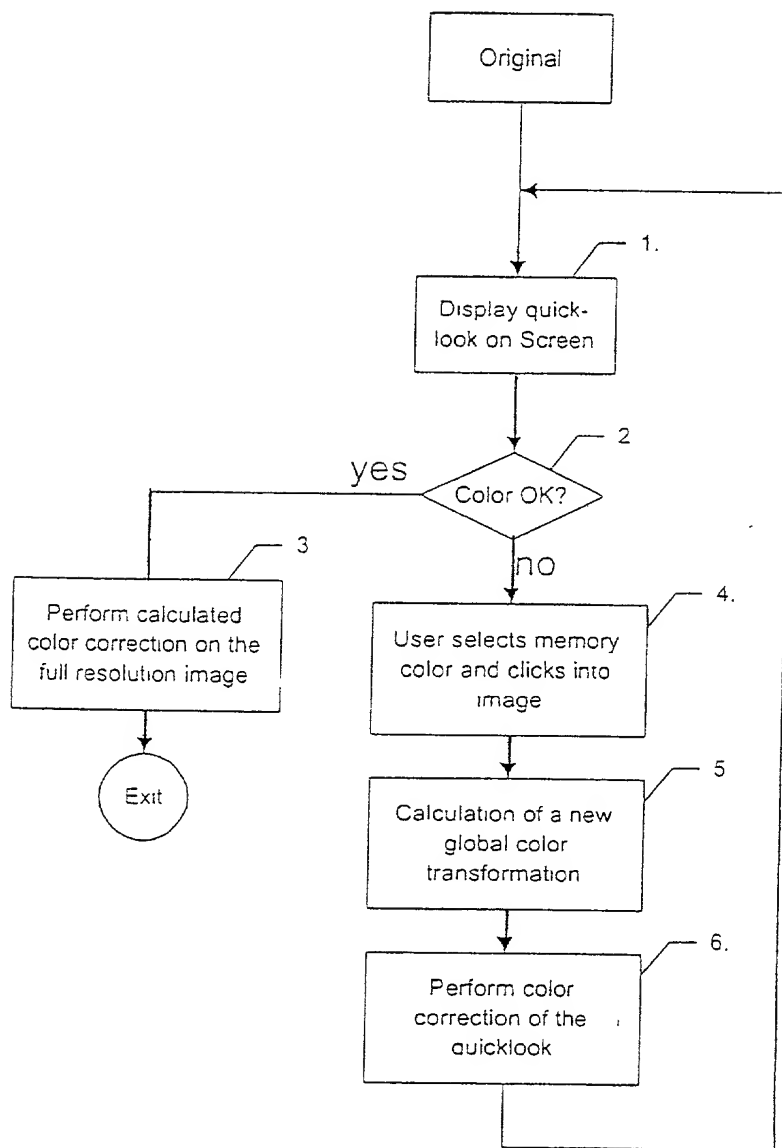 Original
1.
Display quick-
look on Screen
2
yes
Color OK?
no
3
Perform calculated
color correction on the
full resolution image
4.
User selects memory
color and clicks into
image
Exit
5
Calculation of a new
global color
transformation
6.
Perform color
correction of the
quicklook